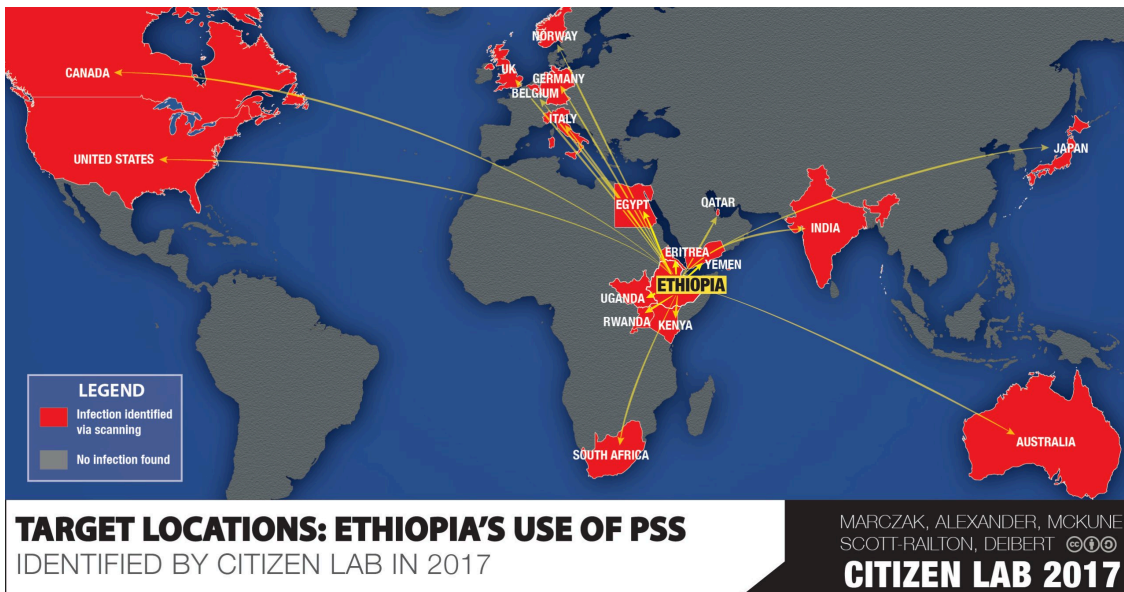 NORWAY
CANADA
UK
GERMANY
BELGIUM
ITALY
UNITED STATES
JAPAN
EGYPT
QATAR
INDIA
ERITREA
YEMEN
ETHIOPIA
UGANDA
RWANDA
KENYA
LEGEND
Infection identified
via scanning
No infection found
SOUTH AFRICA
AUSTRALIA
TARGET LOCATIONS: ETHIOPIA'S USE OF PSS
IDENTIFIED BY CITIZEN LAB IN 2017
MARCZAK, ALEXANDER, MCKUNE
SCOTT-RAILTON, DEIBERT
CITIZEN LAB 2017